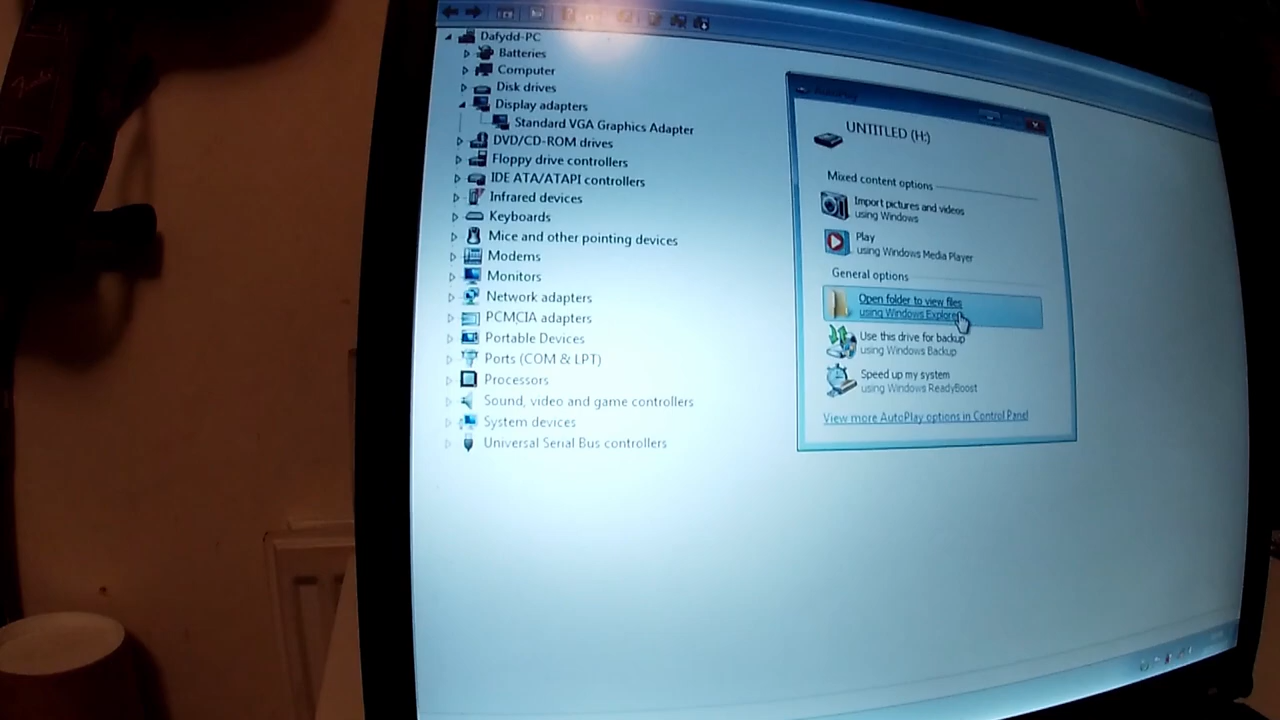 Dafydd-PC
Batteries
Computer
Disk drives
Display adapters
Standard VGA Graphics Adapter
DVD/CD-ROM drives
Floppy drive controllers
IDE ATA/ATAPI controllers
Infrared devices
Keyboards
Mice and other pointing devices
Modems
Monitors
Network adapters
PCMCIA adapters
Portable Devices
Ports (COM & LPT)
Processors
Sound, video and game controllers
System devices
Universal Serial Bus controllers
AutoPlay
UNTITLED (H:)
Mixed content options
Import pictures and videos
using Windows
Play
using Windows Media Player
General options
Open folder to view files
using Windows Explorer
Use this drive for backup
using Windows Backup
Speed up my system
using Windows ReadyBoost
View more AutoPlay options in Control Panel